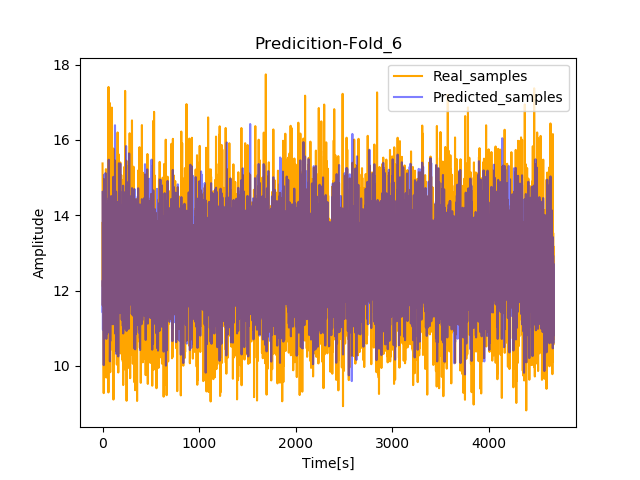 Predicition-Fold_6
18
16
14
12
10
Amplitude
Real_samples
Predicted_samples
0
1000
2000
3000
4000
Time[s]